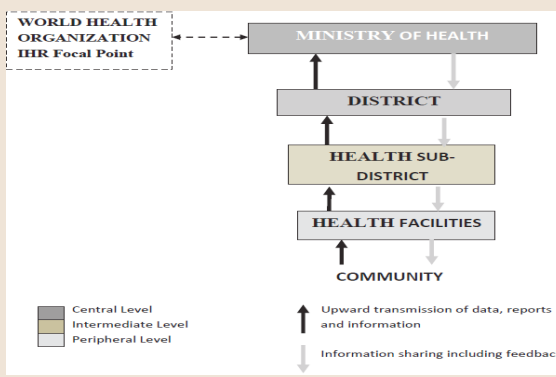 WORLD HEALTH
ORGANIZATION
IHR Focal Point
MINISTRY OF HEALTH
DISTRICT
HEALTH SUB-
DISTRICT
HEALTH FACILITIES
COMMUNITY
Central Level
Intermediate Level
Peripheral Level
Upward transmission of data, reports
and information
Information sharing including feedbac